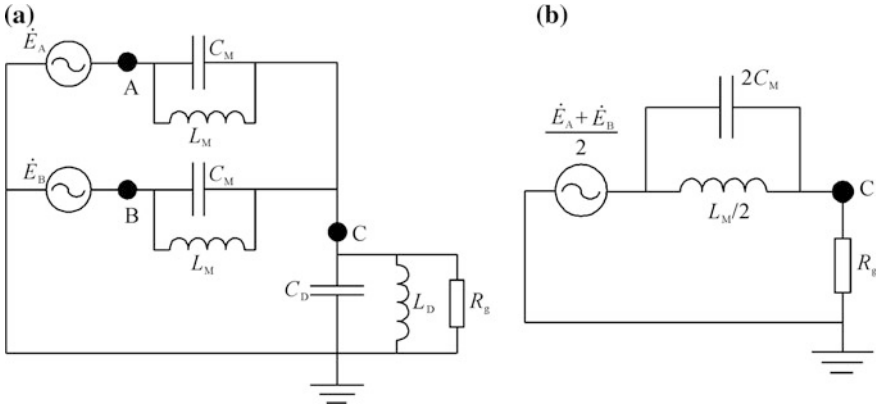 (a)
Ė_A
C_M
A
L_M
Ė_B
C_M
B
L_M
C
C_D
L_D
R_g
(b)
2C_M
Ė_A + Ė_B
2
L_M/2
C
R_g